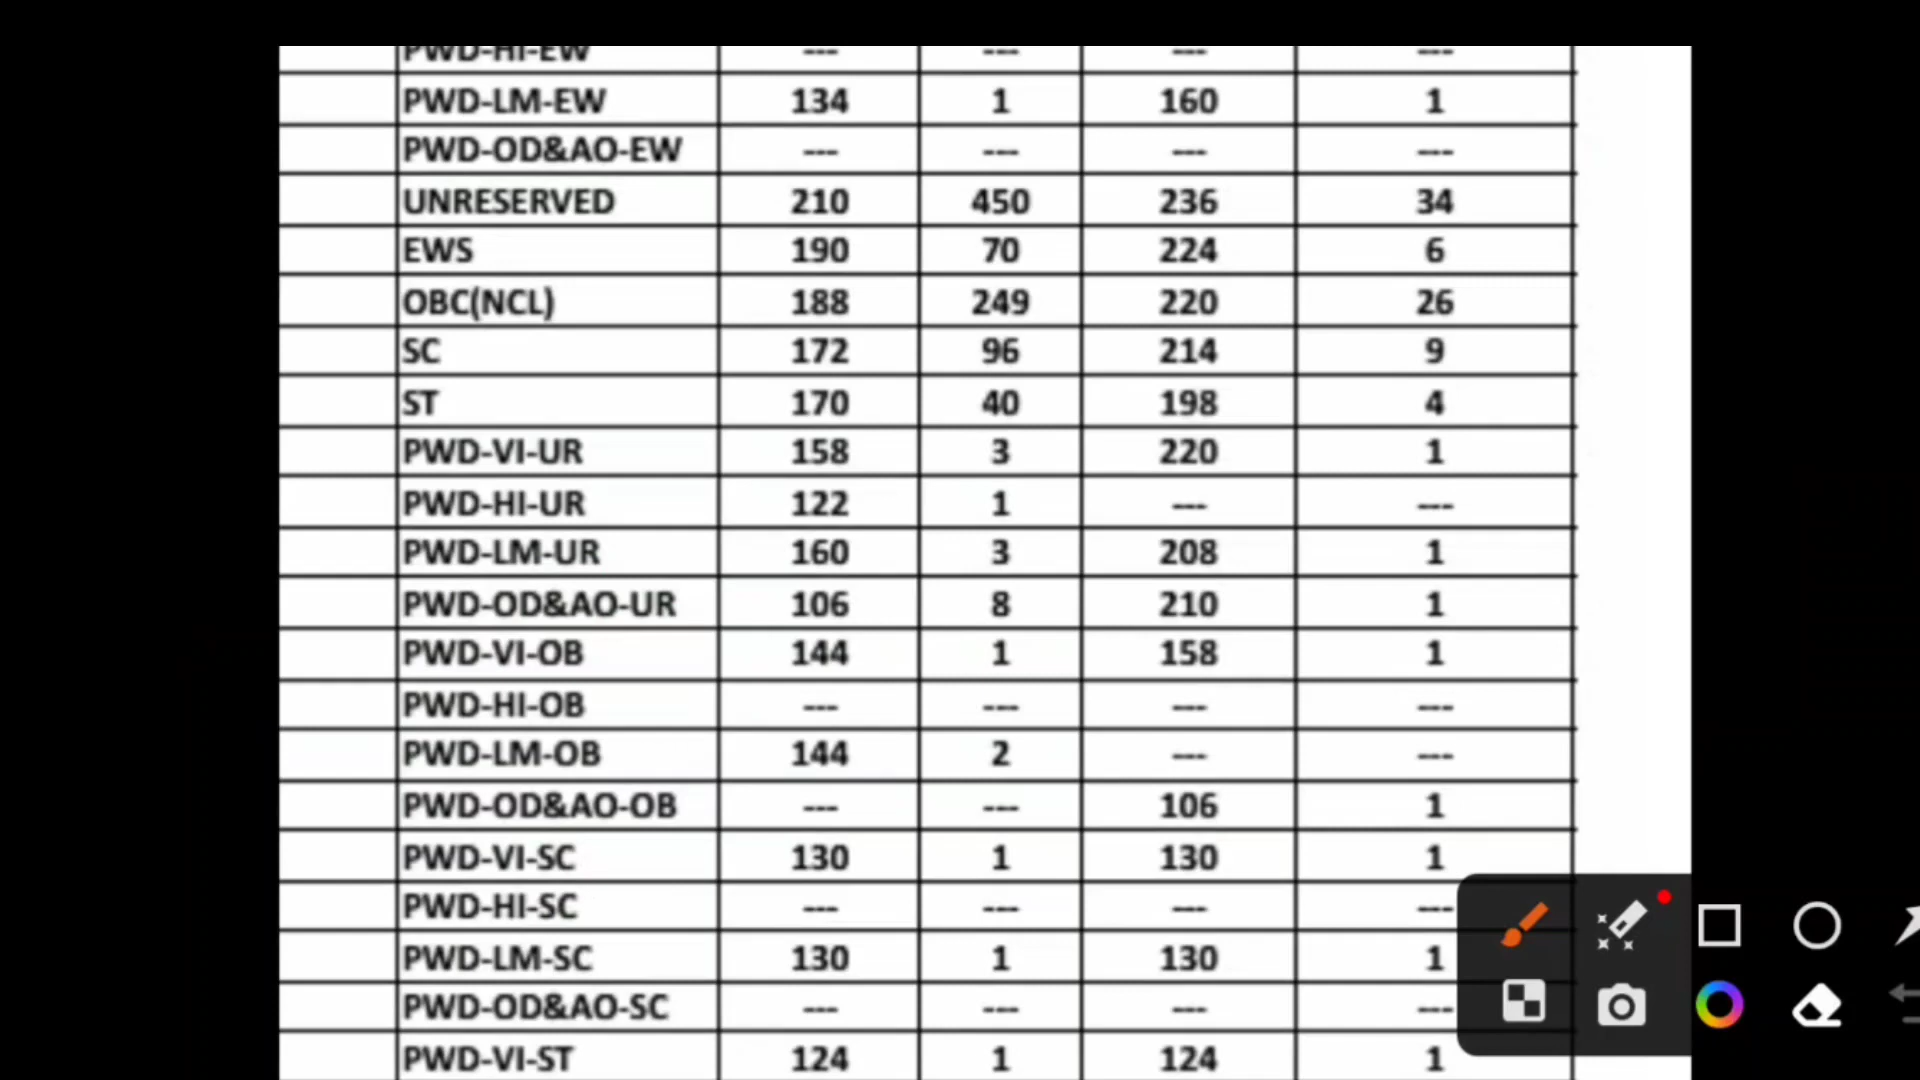 PWD-HI-EW --- --- --- ---
PWD-LM-EW 134 1 160 1
PWD-OD&AO-EW --- --- --- ---
UNRESERVED 210 450 236 34
EWS 190 70 224 6
OBC(NCL) 188 249 220 26
SC 172 96 214 9
ST 170 40 198 4
PWD-VI-UR 158 3 220 1
PWD-HI-UR 122 1 --- ---
PWD-LM-UR 160 3 208 1
PWD-OD&AO-UR 106 8 210 1
PWD-VI-OB 144 1 158 1
PWD-HI-OB --- --- --- ---
PWD-LM-OB 144 2 --- ---
PWD-OD&AO-OB --- --- 106 1
PWD-VI-SC 130 1 130 1
PWD-HI-SC --- --- --- ---
PWD-LM-SC 130 1 130 1
PWD-OD&AO-SC --- --- --- ---
PWD-VI-ST 124 1 124 1